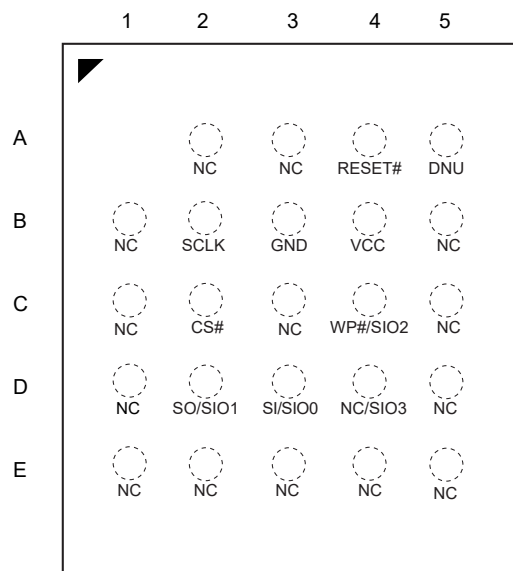 1 2 3 4 5
A
NC NC RESET# DNU
B
NC SCLK GND VCC NC
C
NC CS# NC WP#/SIO2 NC
D
NC SO/SIO1 SI/SIO0 NC/SIO3 NC
E
NC NC NC NC NC